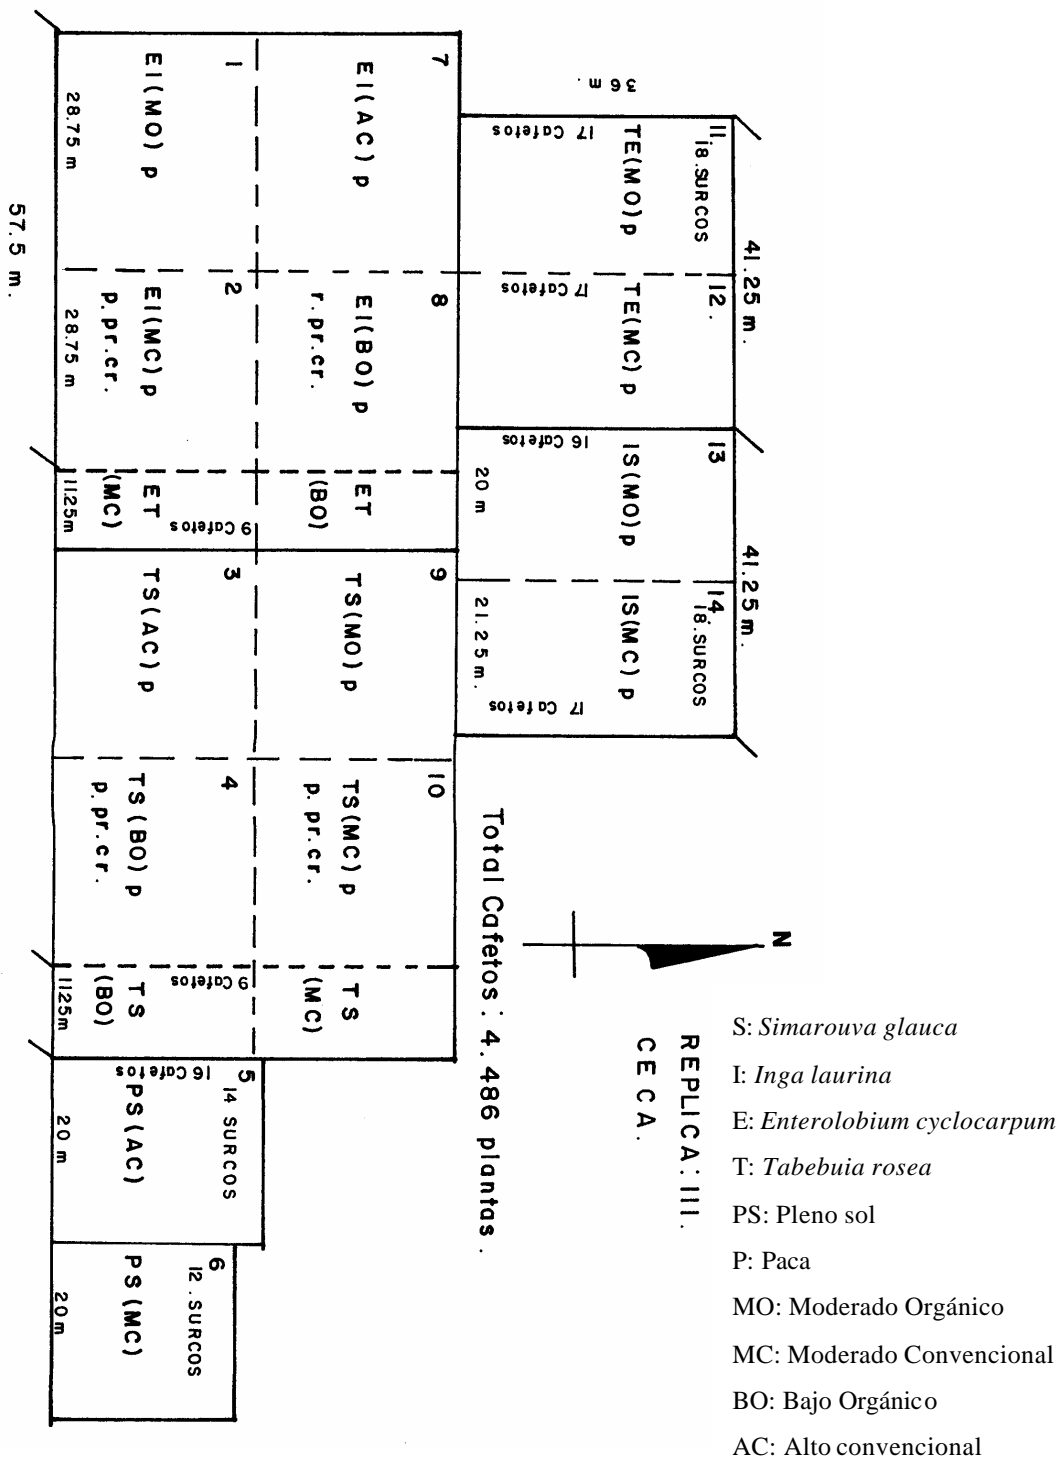 36 m.
7
EI(AC) p
1
EI(MO) p
28.75 m
57.5 m.
11.
18.SURCOS
TE(MO) p
17 Cafetos
41.25 m.
12.
TE(MC) p
17 Cafetos
8
EI(BO) p
r.pr.cr.
2
EI(MC) p
p.pr.cr.
28.75 m
13
IS(MO) p
16 Cafetos
20 m
41.25 m.
ET
(BO)
9 Cafetos
ET
(MC)
11.25m
14.
18.SURCOS
IS(MC) p
17 Cafetos
21.25 m.
9
TS(MO) p
3
TS(AC) p
10
TS(MC) p
p.pr.cr.
4
TS(BO) p
p.pr.cr.
TS
(MC)
9 Cafetos
TS
(BO)
1125m
5
14 SURCOS
16 Cafetos
PS(AC)
20 m
6
12.SURCOS
PS(MC)
20m
Total Cafetos: 4.486 plantas.
N
REPLICA: III.
CECA.
S: Simarouva glauca
I: Inga laurina
E: Enterolobium cyclocarpum
T: Tabebuia rosea
PS: Pleno sol
P: Paca
MO: Moderado Orgánico
MC: Moderado Convencional
BO: Bajo Orgánico
AC: Alto convencional